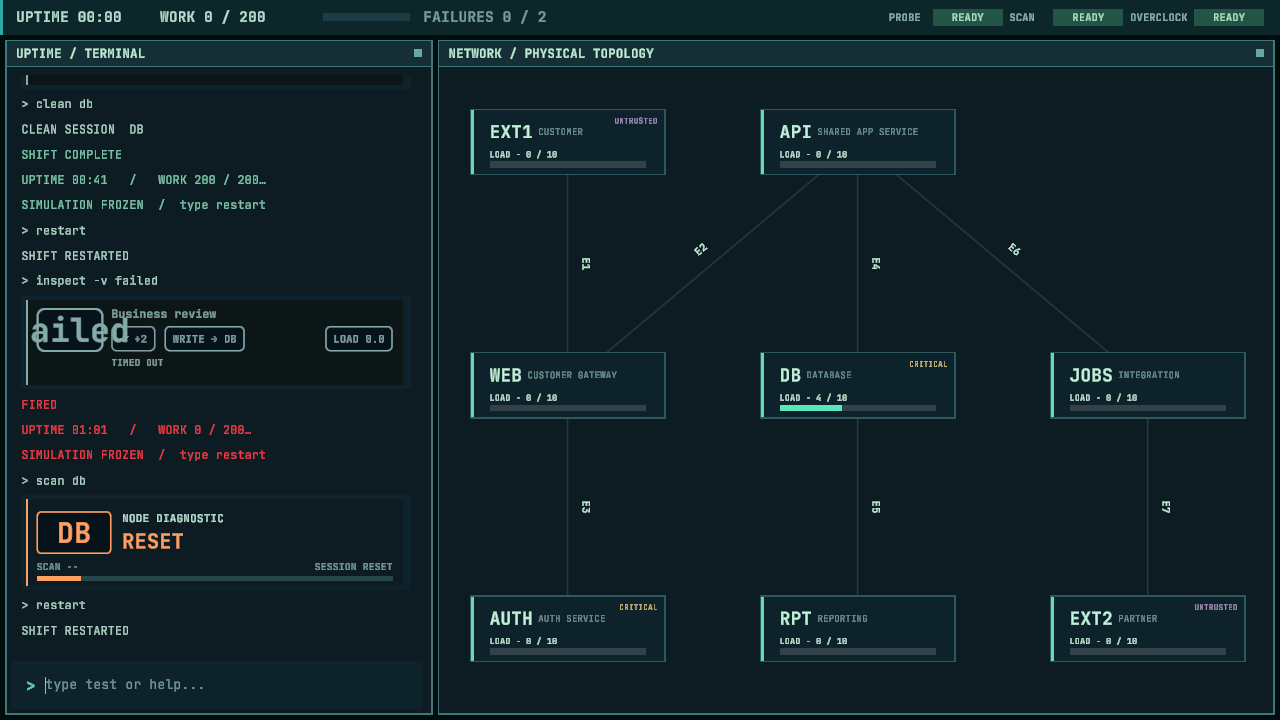 UPTIME 00:00 WORK 0 / 200 FAILURES 0 / 2 PROBE READY SCAN READY OVERCLOCK READY
UPTIME / TERMINAL
> clean db
CLEAN SESSION DB
SHIFT COMPLETE
UPTIME 00:41 / WORK 200 / 200…
SIMULATION FROZEN / type restart
> restart
SHIFT RESTARTED
> inspect -v failed
ailed Business review
+2 WRITE → DB LOAD 0.0
TIMED OUT
FIRED
UPTIME 01:01 / WORK 0 / 200…
SIMULATION FROZEN / type restart
> scan db
DB NODE DIAGNOSTIC
RESET
SCAN -- SESSION RESET
> restart
SHIFT RESTARTED
> type test or help...
NETWORK / PHYSICAL TOPOLOGY
UNTRUSTED
EXT1 CUSTOMER
LOAD - 0 / 10
API SHARED APP SERVICE
LOAD - 0 / 10
E1
E2
E4
E6
WEB CUSTOMER GATEWAY
LOAD - 0 / 10
CRITICAL
DB DATABASE
LOAD - 4 / 10
JOBS INTEGRATION
LOAD - 0 / 10
E3
E5
E7
CRITICAL
AUTH AUTH SERVICE
LOAD - 0 / 10
RPT REPORTING
LOAD - 0 / 10
UNTRUSTED
EXT2 PARTNER
LOAD - 0 / 10